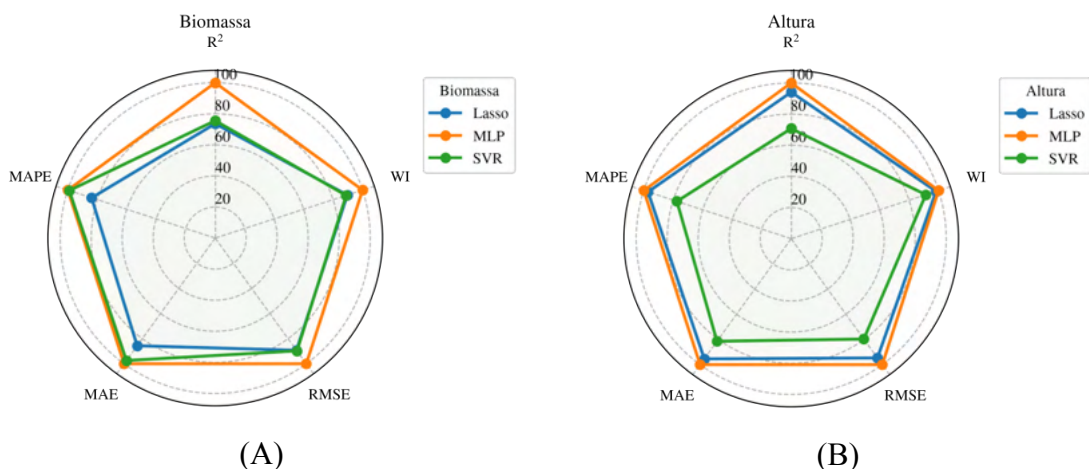 Biomassa
R²
100
80
60
40
20
MAPE
WI
MAE
RMSE
Biomassa
Lasso
MLP
SVR
(A)
Altura
R²
100
80
60
40
20
MAPE
WI
MAE
RMSE
Altura
Lasso
MLP
SVR
(B)